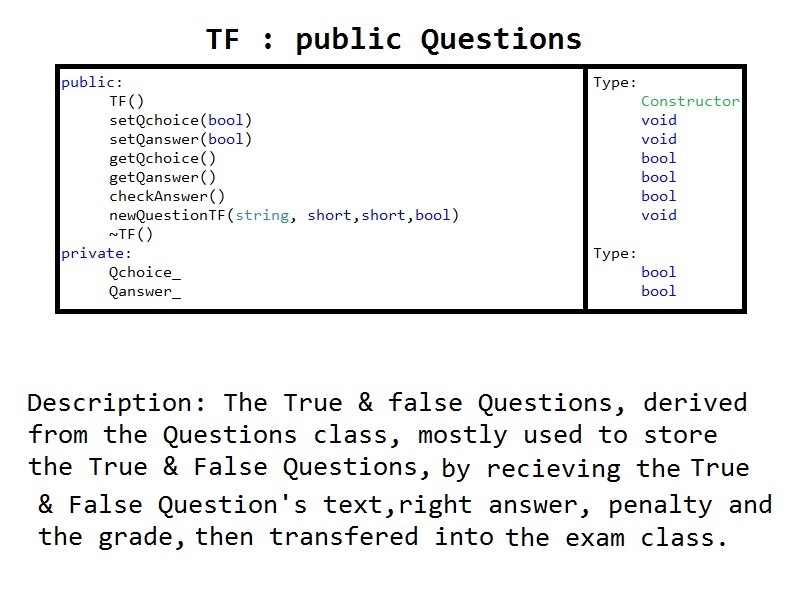 TF : public Questions
public: Type:
TF() Constructor
setQchoice(bool) void
setQanswer(bool) void
getQchoice() bool
getQanswer() bool
checkAnswer() bool
newQuestionTF(string, short,short,bool) void
~TF()
private: Type:
Qchoice_ bool
Qanswer_ bool
Description: The True & false Questions, derived
from the Questions class, mostly used to store
the True & False Questions, by recieving the True
& False Question's text,right answer, penalty and
the grade, then transfered into the exam class.